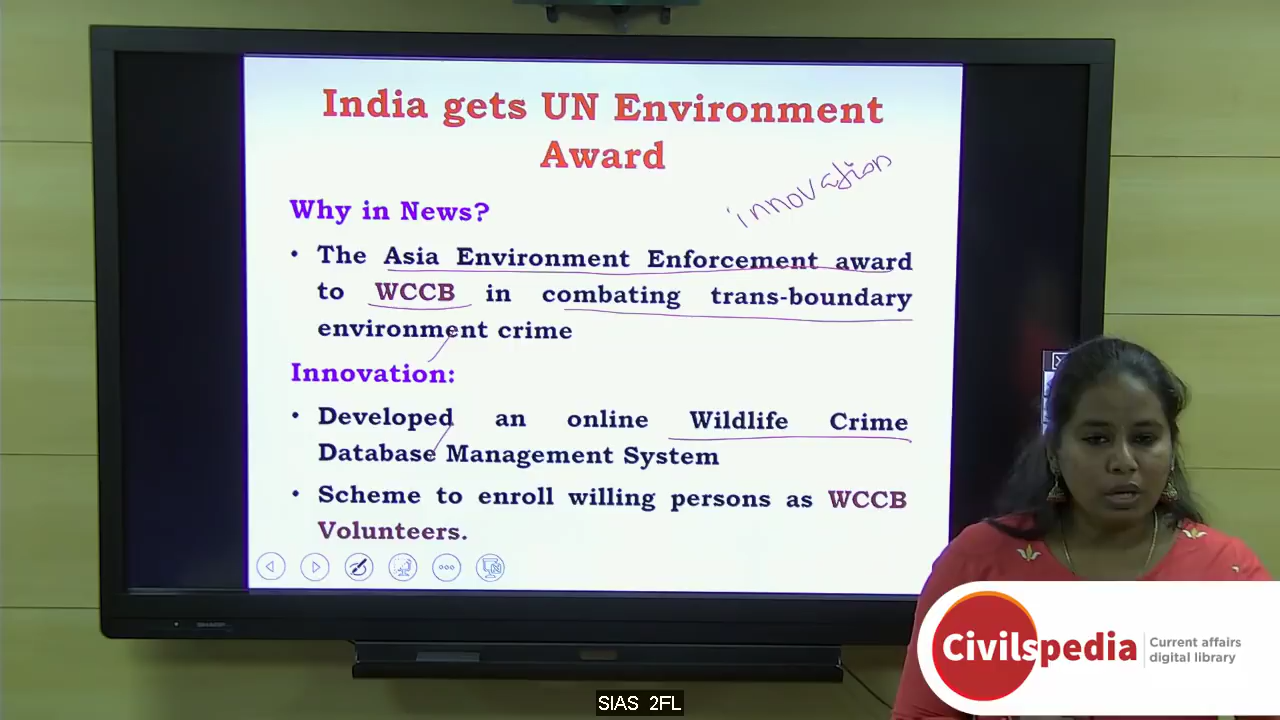 India gets UN Environment
Award
innovation
Why in News?
• The Asia Environment Enforcement award
to WCCB in combating trans-boundary
environment crime
Innovation:
• Developed an online Wildlife Crime
Database Management System
• Scheme to enroll willing persons as WCCB
Volunteers.
SHARP
Civilspedia
Current affairs
digital library
SIAS 2FL